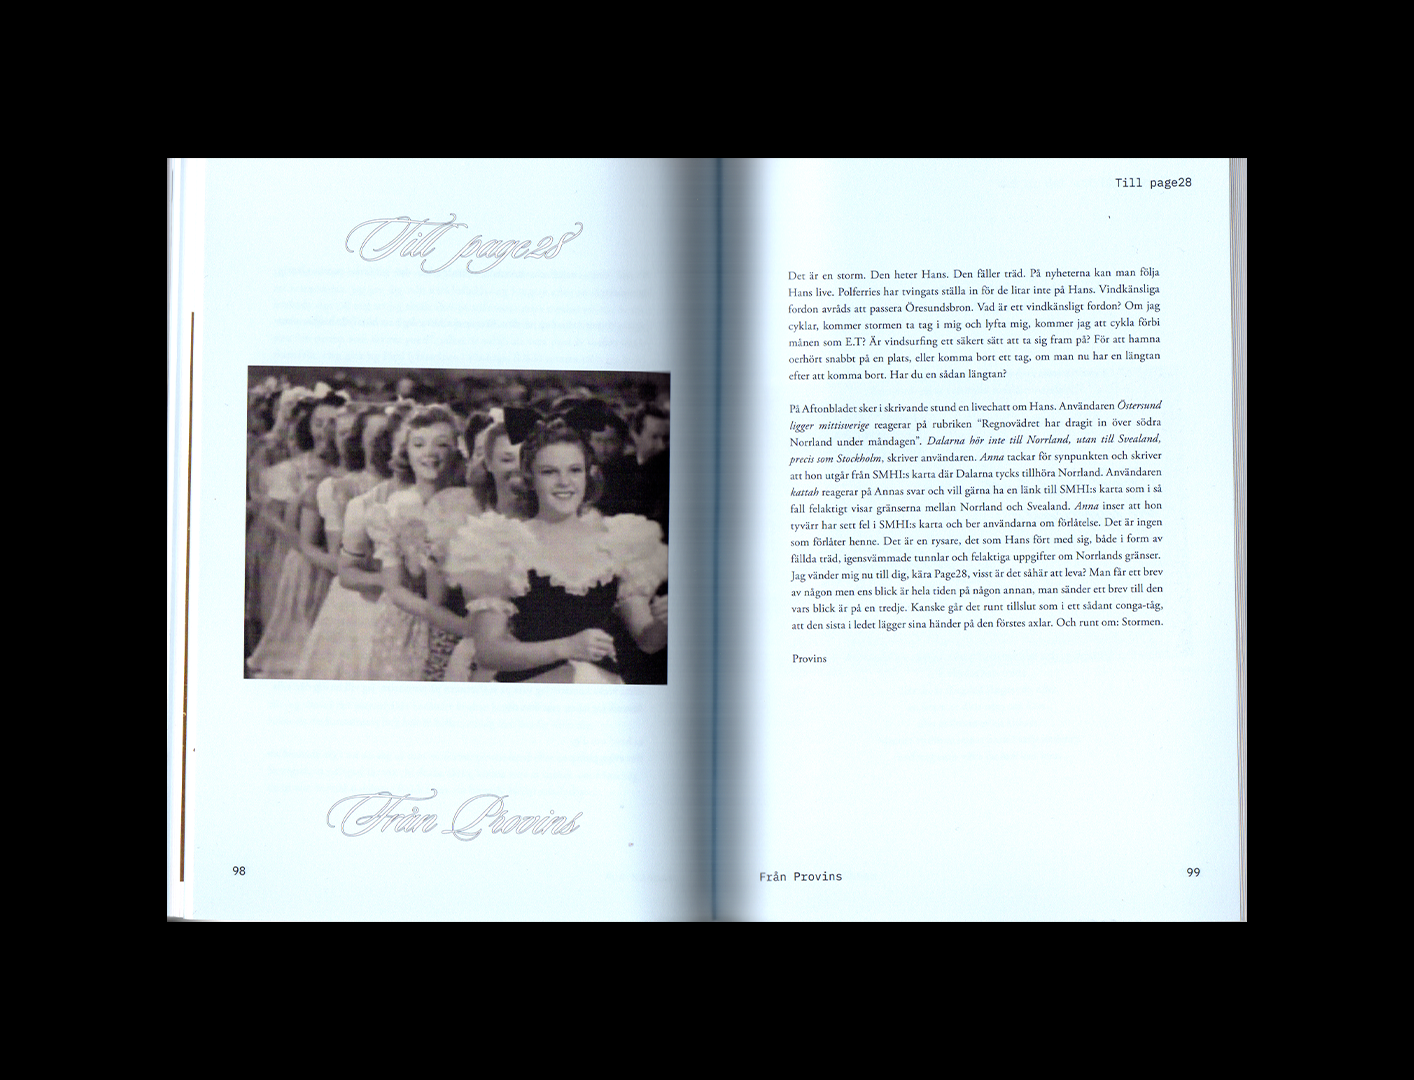 Till page28
Från Provins
98
Till page28
Det är en storm. Den heter Hans. Den fäller träd. På nyheterna kan man följa
Hans live. Polferries har tvingats ställa in för de litar inte på Hans. Vindkänsliga
fordon avråds att passera Öresundsbron. Vad är ett vindkänsligt fordon? Om jag
cyklar, kommer stormen ta tag i mig och lyfta mig, kommer jag att cykla förbi
månen som E.T? Är vindsurfing ett säkert sätt att ta sig fram på? För att hamna
oerhört snabbt på en plats, eller komma bort ett tag, om man nu har en längtan
efter att komma bort. Har du en sådan längtan?
På Aftonbladet sker i skrivande stund en livechatt om Hans. Användaren Östersund
ligger mittisverige reagerar på rubriken "Regnovädret har dragit in över södra
Norrland under måndagen". Dalarna hör inte till Norrland, utan till Svealand,
precis som Stockholm, skriver användaren. Anna tackar för synpunkten och skriver
att hon utgår från SMHI:s karta där Dalarna tycks tillhöra Norrland. Användaren
kattah reagerar på Annas svar och vill gärna ha en länk till SMHI:s karta som i så
fall felaktigt visar gränserna mellan Norrland och Svealand. Anna inser att hon
tyvärr har sett fel i SMHI:s karta och ber användarna om förlåtelse. Det är ingen
som förlåter henne. Det är en rysare, det som Hans fört med sig, både i form av
fällda träd, igensvämmade tunnlar och felaktiga uppgifter om Norrlands gränser.
Jag vänder mig nu till dig, kära Page28, visst är det såhär att leva? Man får ett brev
av någon men ens blick är hela tiden på någon annan, man sänder ett brev till den
vars blick är på en tredje. Kanske går det runt tillslut som i ett sådant conga-tåg,
att den sista i ledet lägger sina händer på den förstes axlar. Och runt om: Stormen.
Provins
Från Provins
99